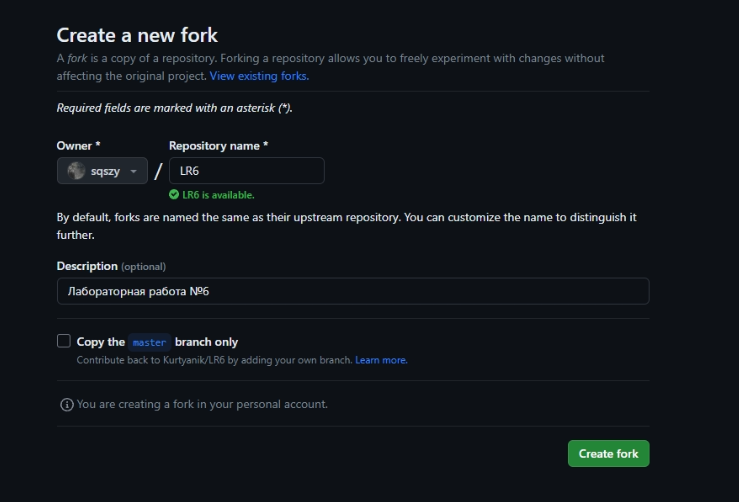 Create a new fork
A fork is a copy of a repository. Forking a repository allows you to freely experiment with changes without
affecting the original project. View existing forks.
Required fields are marked with an asterisk (*).
Owner * Repository name *
sqszy / LR6
LR6 is available.
By default, forks are named the same as their upstream repository. You can customize the name to distinguish it
further.
Description (optional)
Лабораторная работа №6
Copy the master branch only
Contribute back to Kurtyanik/LR6 by adding your own branch. Learn more.
You are creating a fork in your personal account.
Create fork